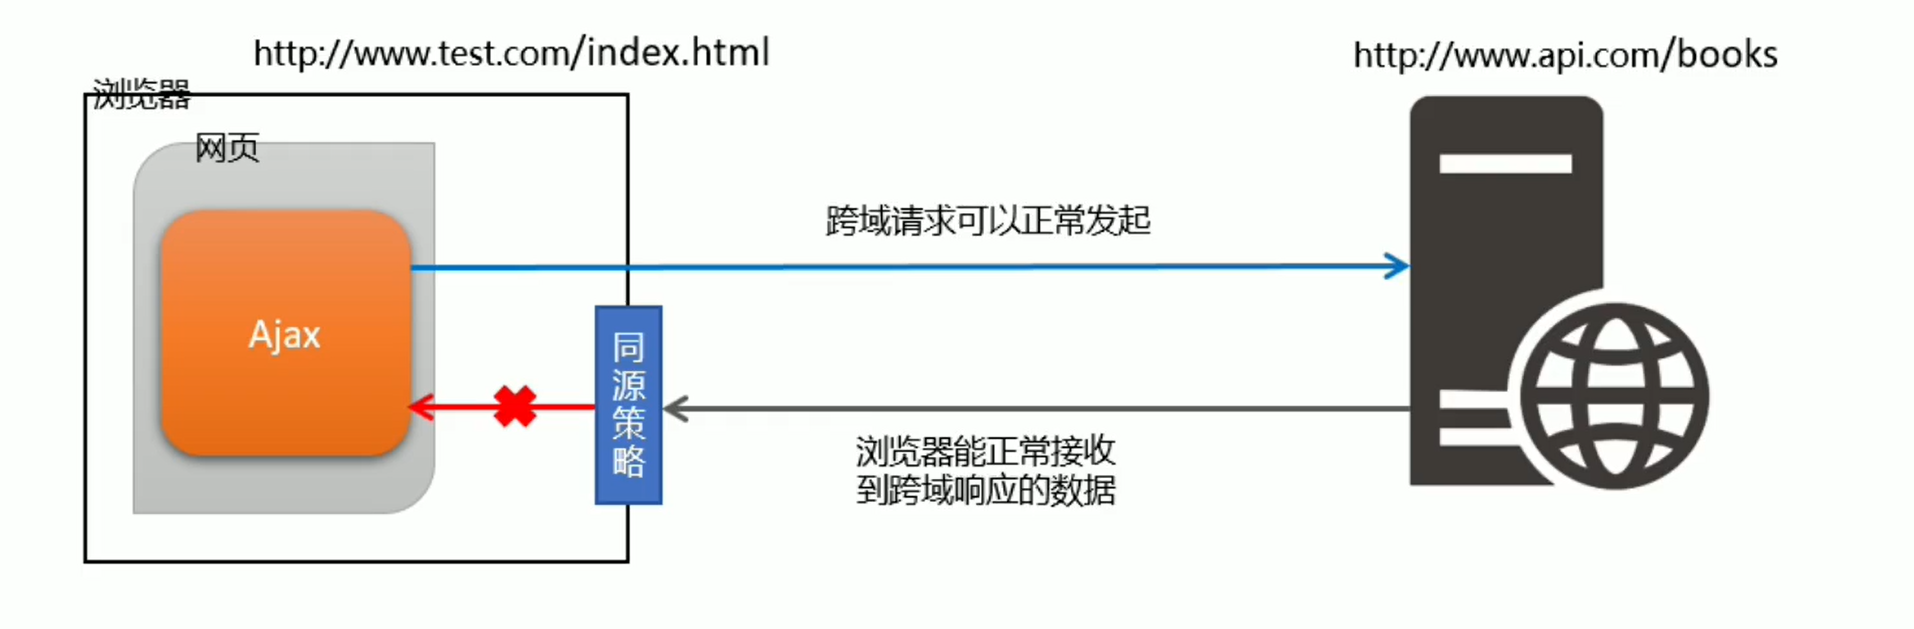 http://www.test.com/index.html
http://www.api.com/books
浏览器
网页
跨域请求可以正常发起
Ajax
同源策略
浏览器能正常接收
到跨域响应的数据